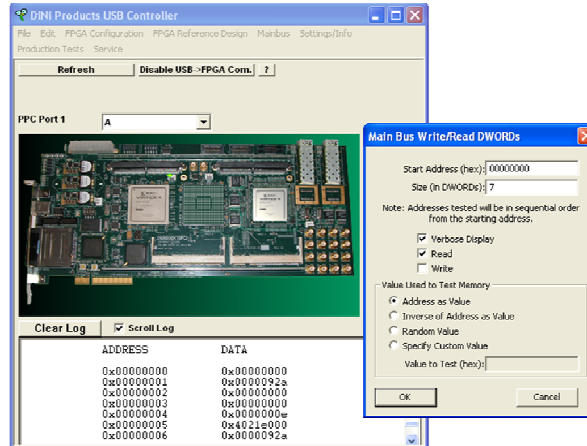 DiNi Products USB Controller
File Edit FPGA Configuration FPGA Reference Design Mainbus Settings/Info
Production Tests Service
Refresh Disable USB->FPGA Com. ?
PPC Port 1 A
Clear Log Scroll Log
ADDRESS DATA
0x00000000 0x00000000
0x00000001 0x0000092a
0x00000002 0x00000000
0x00000003 0x00000000
0x00000004 0x0000000e
0x00000005 0x4021e000
0x00000006 0x0000092a
Main Bus Write/Read DWORDs
Start Address (hex): 00000000
Size (in DWORDs): 7
Note: Addresses tested will be in sequential order
from the starting address.
Verbose Display
Read
Write
Value Used to Test Memory
Address as Value
Inverse of Address as Value
Random Value
Specify Custom Value
Value to Test (hex):
OK Cancel